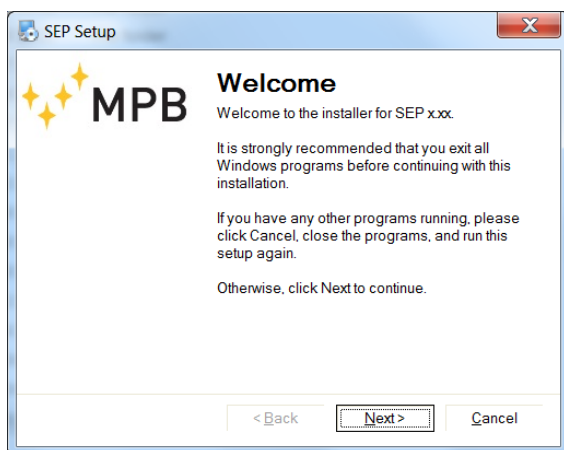 SEP Setup
X
MPB
Welcome
Welcome to the installer for SEP x.xx.
It is strongly recommended that you exit all
Windows programs before continuing with this
installation.
If you have any other programs running, please
click Cancel, close the programs, and run this
setup again.
Otherwise, click Next to continue.
< Back
Next >
Cancel